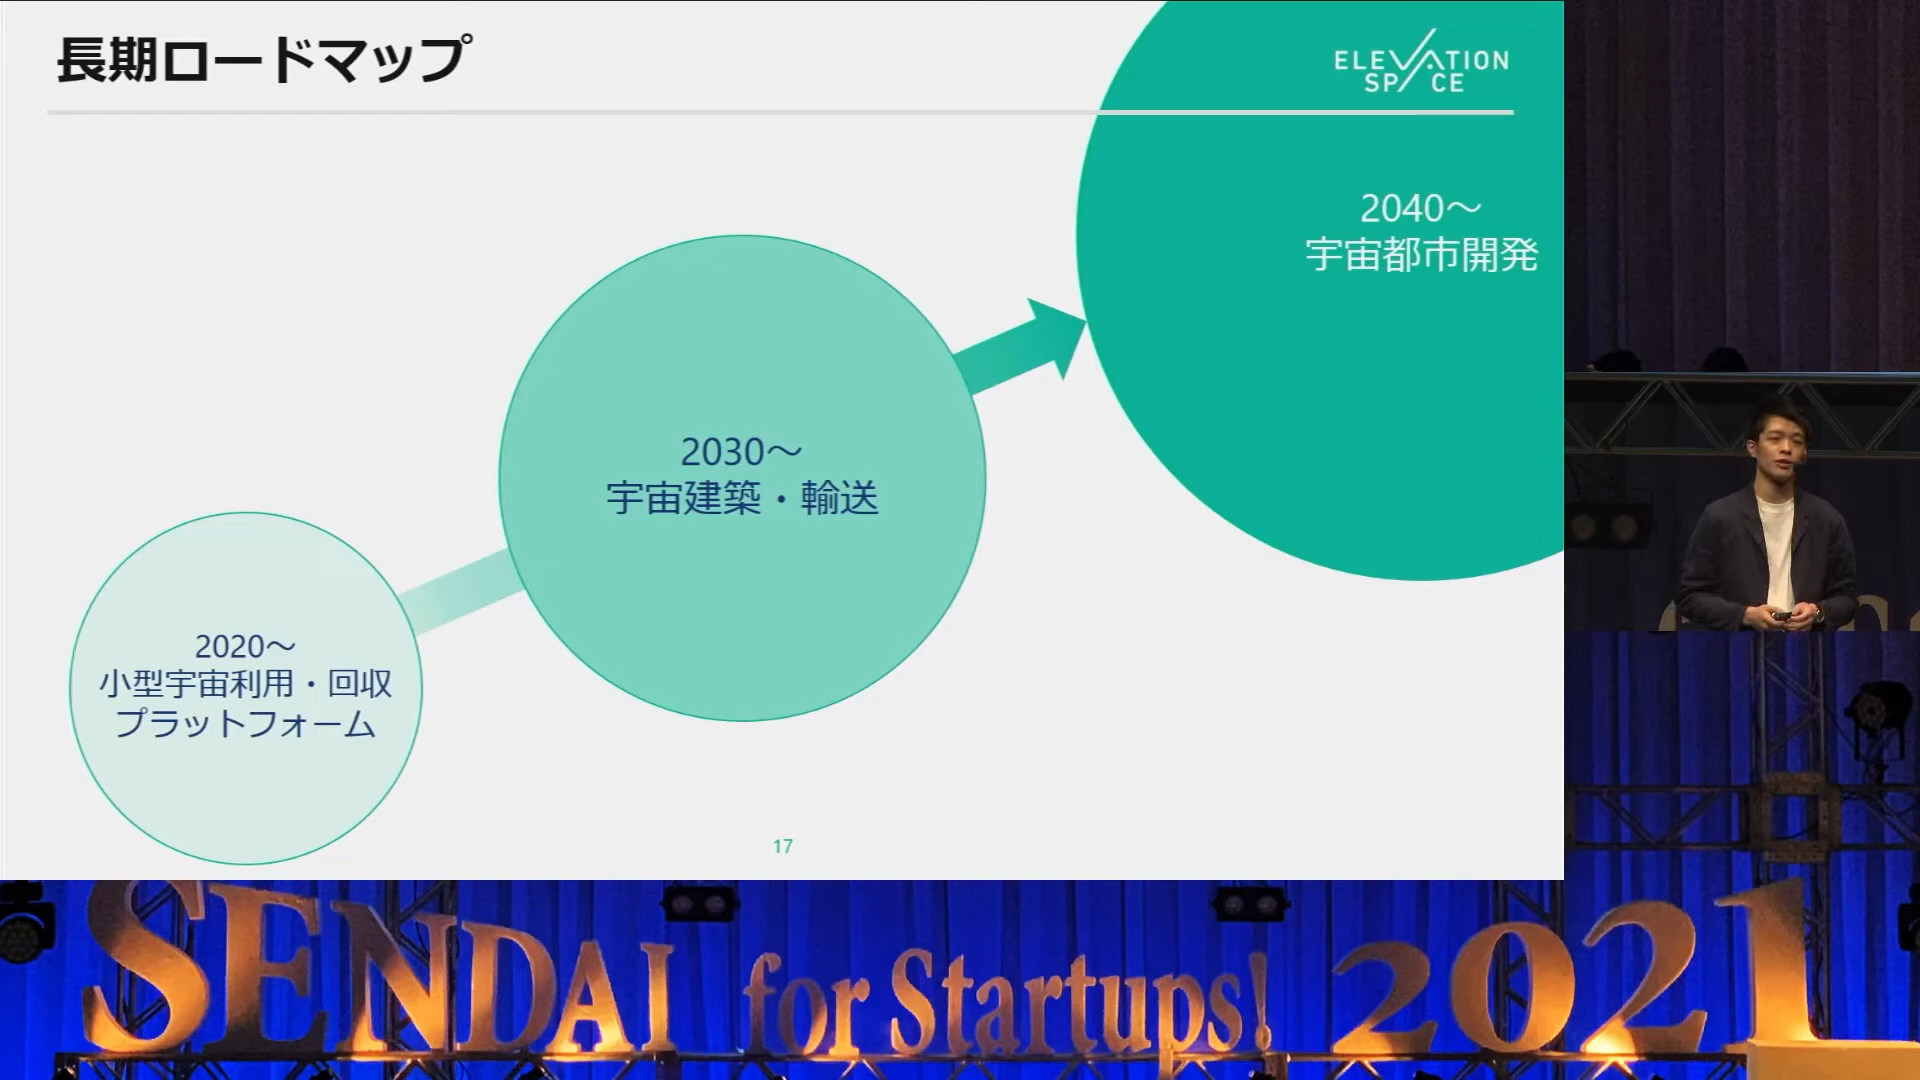 長期ロードマップ
ELEVATION
SPACE
2040～
宇宙都市開発
2030～
宇宙建築・輸送
2020～
小型宇宙利用・回収
プラットフォーム
17
SENDAI for Startups! 2021